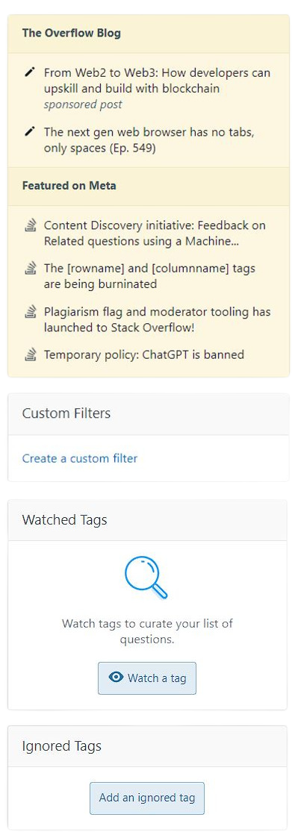 The Overflow Blog
From Web2 to Web3: How developers can
upskill and build with blockchain
sponsored post
The next gen web browser has no tabs,
only spaces (Ep. 549)
Featured on Meta
Content Discovery initiative: Feedback on
Related questions using a Machine...
The [rowname] and [columnname] tags
are being burninated
Plagiarism flag and moderator tooling has
launched to Stack Overflow!
Temporary policy: ChatGPT is banned
Custom Filters
Create a custom filter
Watched Tags
Watch tags to curate your list of
questions.
Watch a tag
Ignored Tags
Add an ignored tag